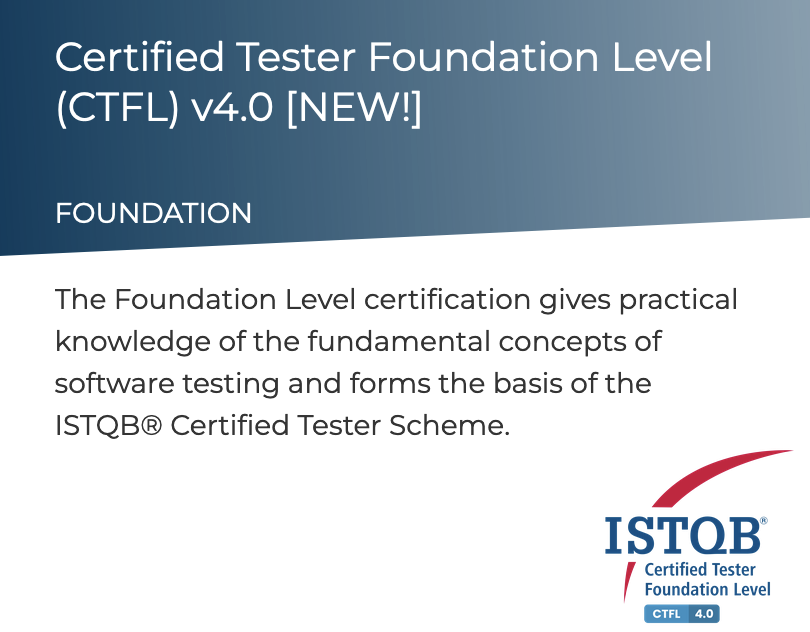 Certified Tester Foundation Level
(CTFL) v4.0 [NEW!]
FOUNDATION
The Foundation Level certification gives practical
knowledge of the fundamental concepts of
software testing and forms the basis of the
ISTQB® Certified Tester Scheme.
ISTQB®
Certified Tester
Foundation Level
CTFL 4.0